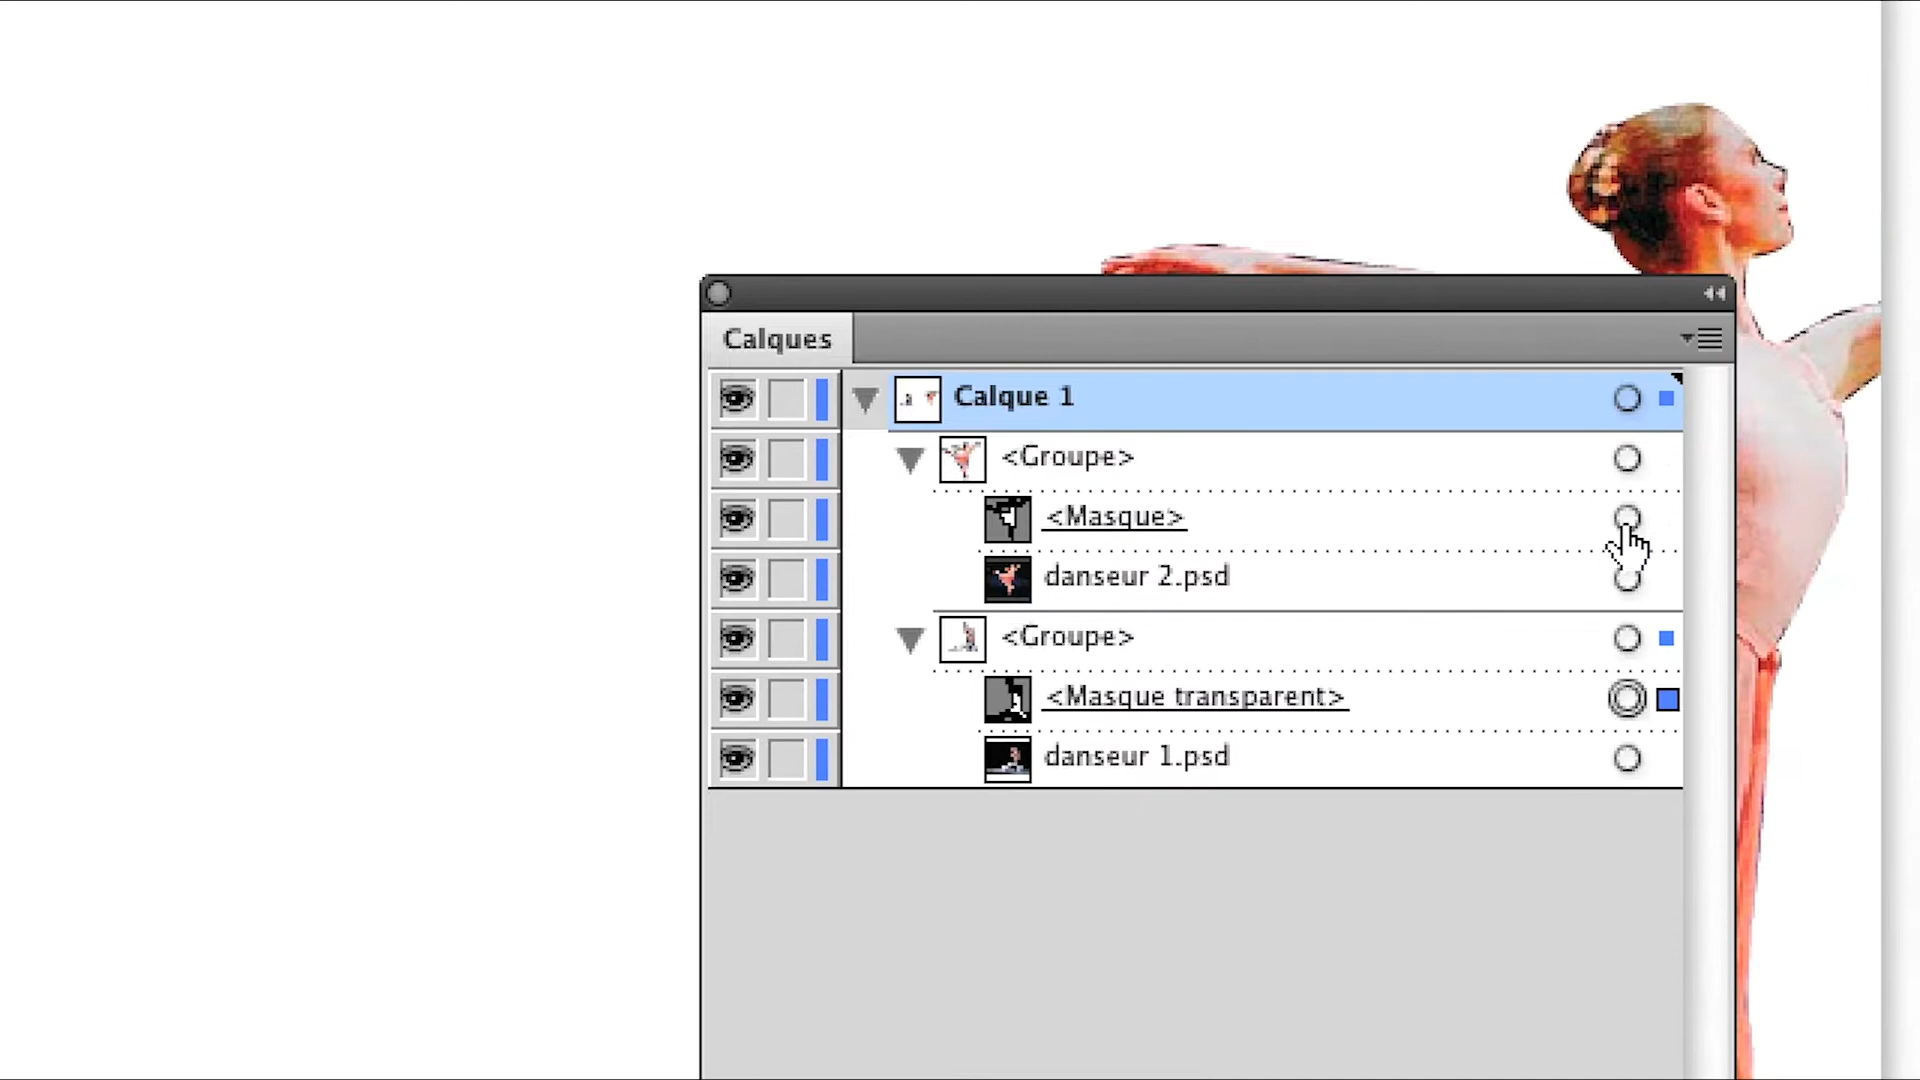 Calques
Calque 1
<Groupe>
<Masque>
danseur 2.psd
<Groupe>
<Masque transparent>
danseur 1.psd